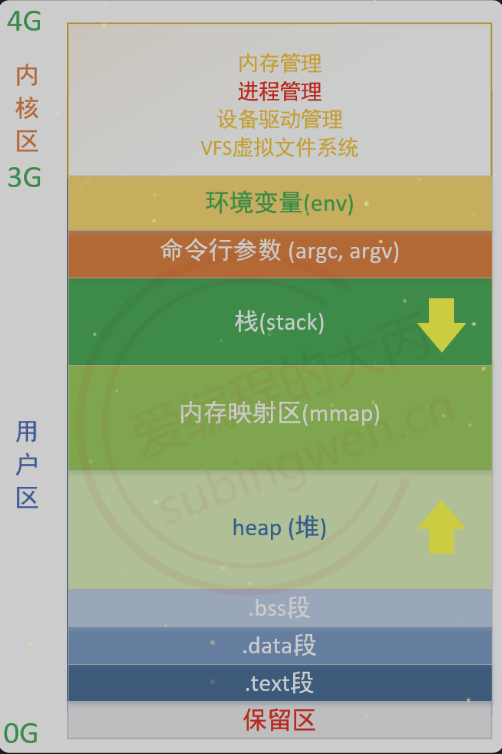 4G
内核区
内存管理
进程管理
设备驱动管理
VFS虚拟文件系统
3G
环境变量(env)
命令行参数 (argc, argv)
栈(stack)
内存映射区(mmap)
爱编程的大丙
subingwen.cn
用户区
heap (堆)
.bss段
.data段
.text段
保留区
0G